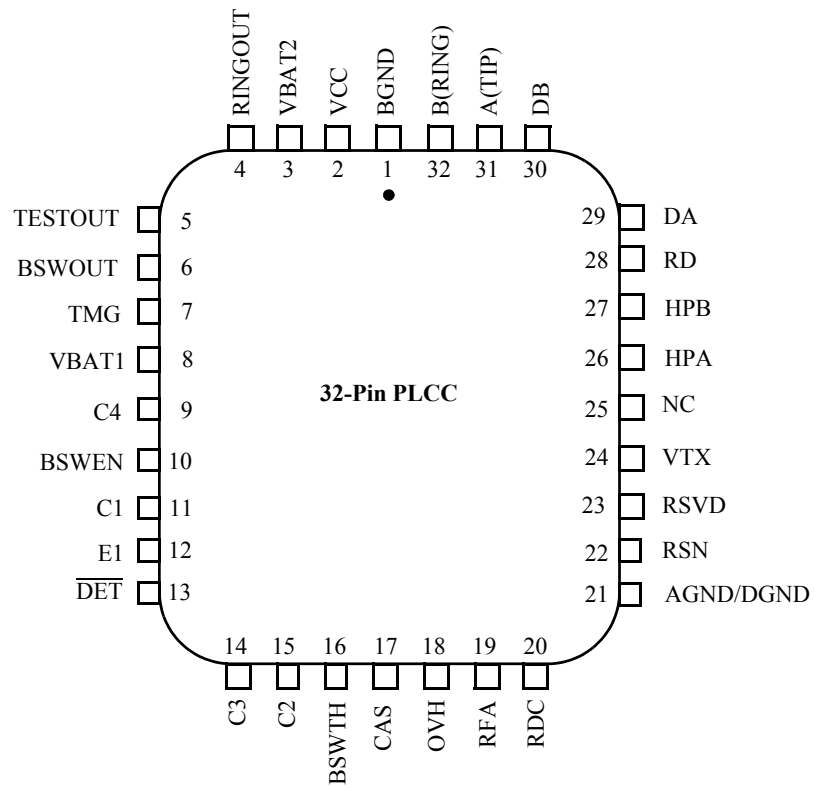 RINGOUT
VBAT2
VCC
BGND
B(RING)
A(TIP)
DB
4 3 2 1 32 31 30
TESTOUT 5
BSWOUT 6
TMG 7
VBAT1 8
C4 9
BSWEN 10
C1 11
E1 12
DET 13
32-Pin PLCC
29 DA
28 RD
27 HPB
26 HPA
25 NC
24 VTX
23 RSVD
22 RSN
21 AGND/DGND
14 15 16 17 18 19 20
C3
C2
BSWTH
CAS
OVH
RFA
RDC